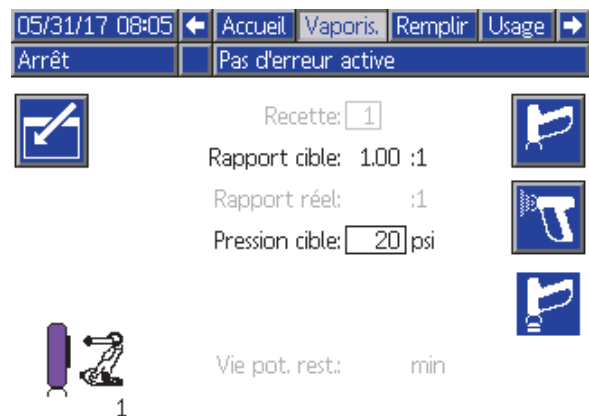 05/31/17 08:05 Accueil Vaporis. Remplir Usage
Arrêt Pas d'erreur active
Recette: 1
Rapport cible: 1.00 :1
Rapport réel: :1
Pression cible: 20 psi
Vie pot. rest.: min
1